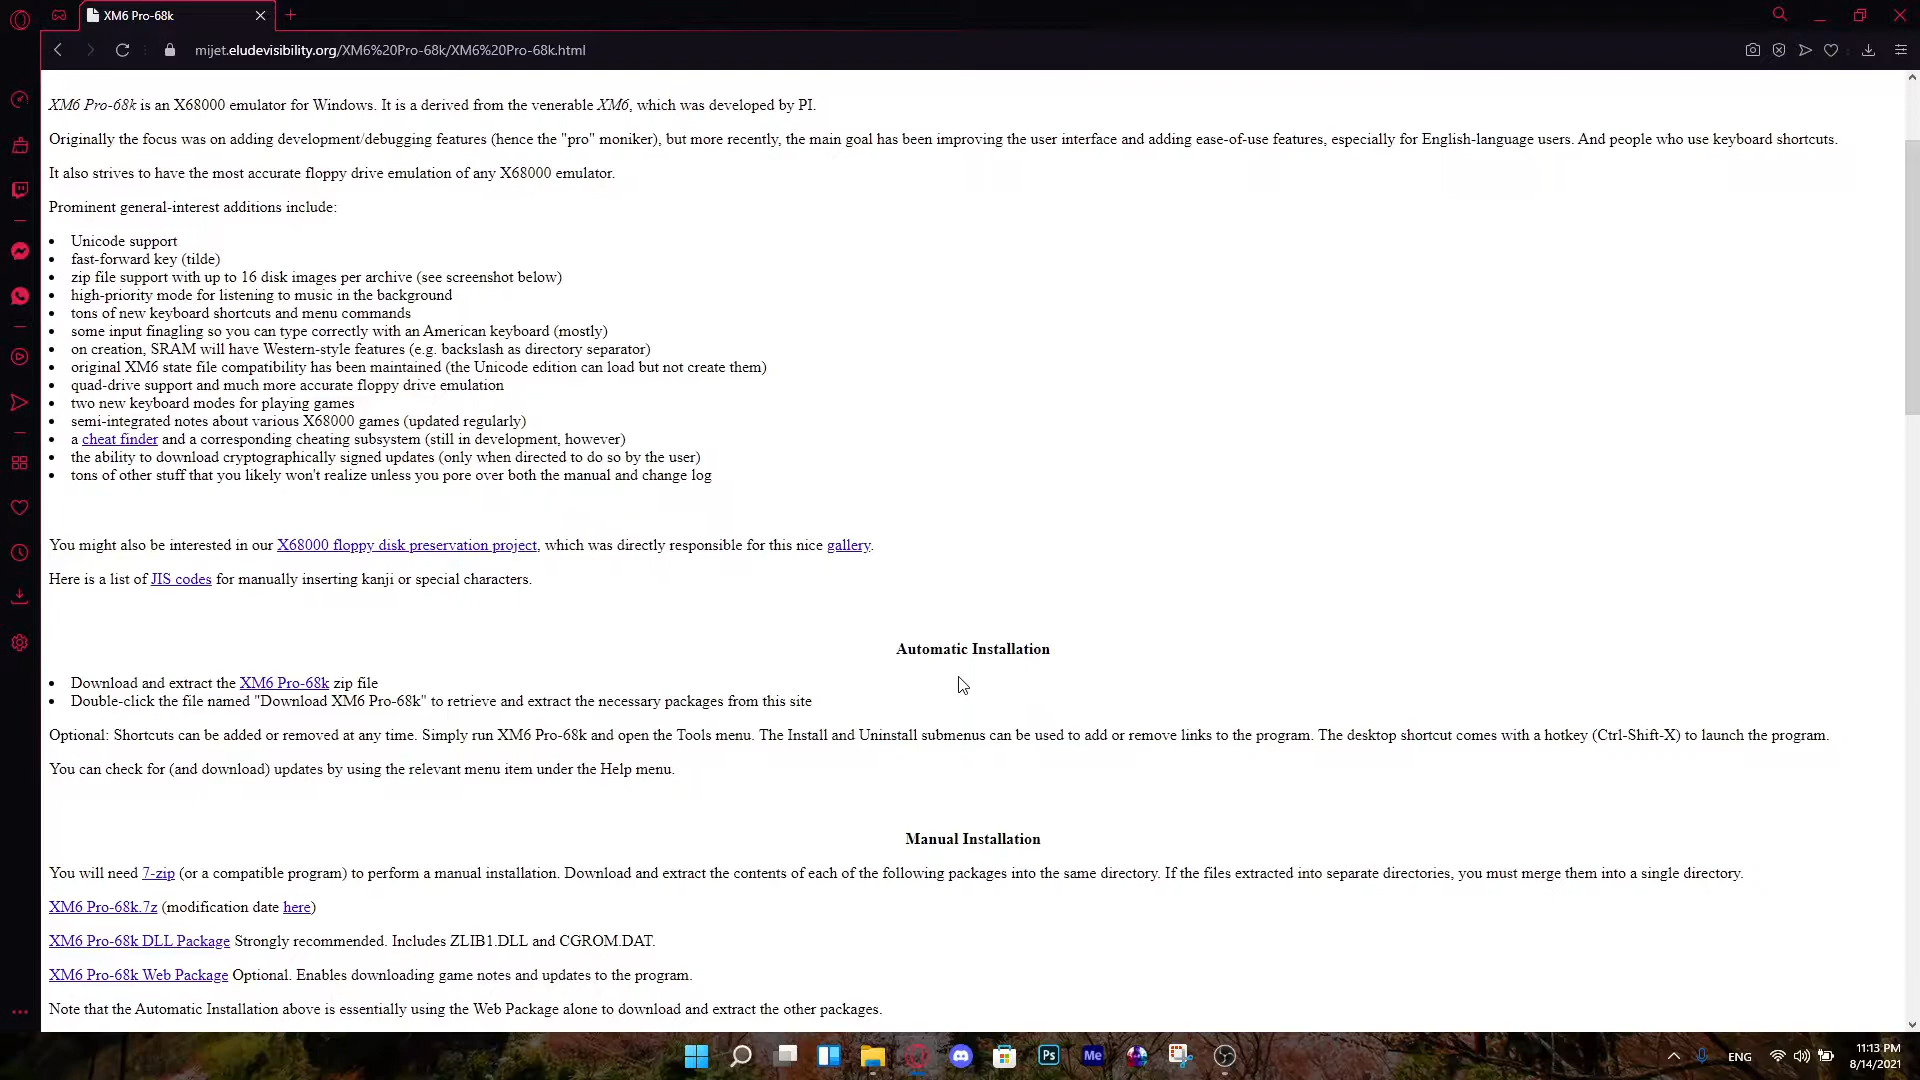 XM6 Pro-68k
mijet.eludevisibility.org/XM6%20Pro-68k/XM6%20Pro-68k.html
XM6 Pro-68k is an X68000 emulator for Windows. It is a derived from the venerable XM6, which was developed by PI.
Originally the focus was on adding development/debugging features (hence the "pro" moniker), but more recently, the main goal has been improving the user interface and adding ease-of-use features, especially for English-language users. And people who use keyboard shortcuts.
It also strives to have the most accurate floppy drive emulation of any X68000 emulator.
Prominent general-interest additions include:
• Unicode support
• fast-forward key (tilde)
• zip file support with up to 16 disk images per archive (see screenshot below)
• high-priority mode for listening to music in the background
• tons of new keyboard shortcuts and menu commands
• some input finagling so you can type correctly with an American keyboard (mostly)
• on creation, SRAM will have Western-style features (e.g. backslash as directory separator)
• original XM6 state file compatibility has been maintained (the Unicode edition can load but not create them)
• quad-drive support and much more accurate floppy drive emulation
• two new keyboard modes for playing games
• semi-integrated notes about various X68000 games (updated regularly)
• a cheat finder and a corresponding cheating subsystem (still in development, however)
• the ability to download cryptographically signed updates (only when directed to do so by the user)
• tons of other stuff that you likely won't realize unless you pore over both the manual and change log
You might also be interested in our X68000 floppy disk preservation project, which was directly responsible for this nice gallery.
Here is a list of JIS codes for manually inserting kanji or special characters.
Automatic Installation
• Download and extract the XM6 Pro-68k zip file
• Double-click the file named "Download XM6 Pro-68k" to retrieve and extract the necessary packages from this site
Optional: Shortcuts can be added or removed at any time. Simply run XM6 Pro-68k and open the Tools menu. The Install and Uninstall submenus can be used to add or remove links to the program. The desktop shortcut comes with a hotkey (Ctrl-Shift-X) to launch the program.
You can check for (and download) updates by using the relevant menu item under the Help menu.
Manual Installation
You will need 7-zip (or a compatible program) to perform a manual installation. Download and extract the contents of each of the following packages into the same directory. If the files extracted into separate directories, you must merge them into a single directory.
XM6 Pro-68k.7z (modification date here)
XM6 Pro-68k DLL Package Strongly recommended. Includes ZLIB1.DLL and CGROM.DAT.
XM6 Pro-68k Web Package Optional. Enables downloading game notes and updates to the program.
Note that the Automatic Installation above is essentially using the Web Package alone to download and extract the other packages.
Ps
Me
ENG
11:13 PM
8/14/2021